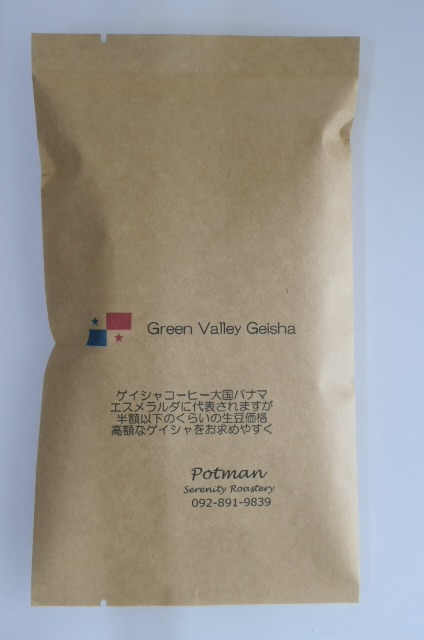 Green Valley Geisha
ゲイシャコーヒー大国パナマ
エスメラルダに代表されますが
半額以下のくらいの生豆価格
高額なゲイシャをお求めやすく
Potman
Serenity Roastery
092-891-9839